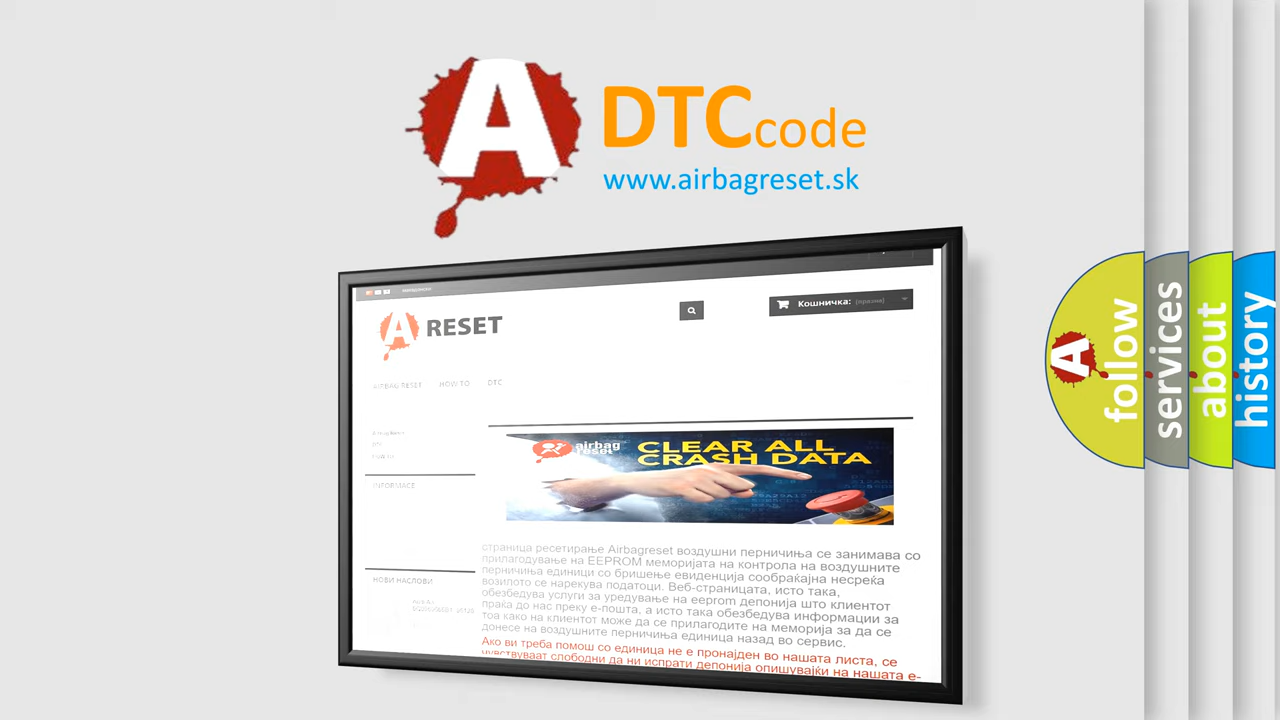 A
DTC code
www.airbagreset.sk
A RESET
Кошничка: (празни)
AIRBAG RESET HOW TO DTC
INFORMACE
airbag reset
CLEAR ALL
CRASH DATA
страница ресетирање Airbagreset воздушни перничиња се занимава со
прилагодување на EEPROM меморијата на контрола на воздушните
перничиња единици со бришење евиденција сообраќајна несреќа
возилото се нарекува податоци. Веб-страницата, исто така,
обезбедува услуги за уредување на eeprom депонија што клиентот
праќа до нас преку е-пошта, а исто така обезбедува информации за
тоа како на клиентот може да се прилагодите на меморија за да се
донесе на воздушните перничиња единица назад во сервис.
Ако ви треба помош со единица не е пронајден во нашата листа, се
чувствуваат слободни да ни испрати депонија опишувајќи на нашата е-
НОВИ НАСЛОВИ
A follow
services
about
history